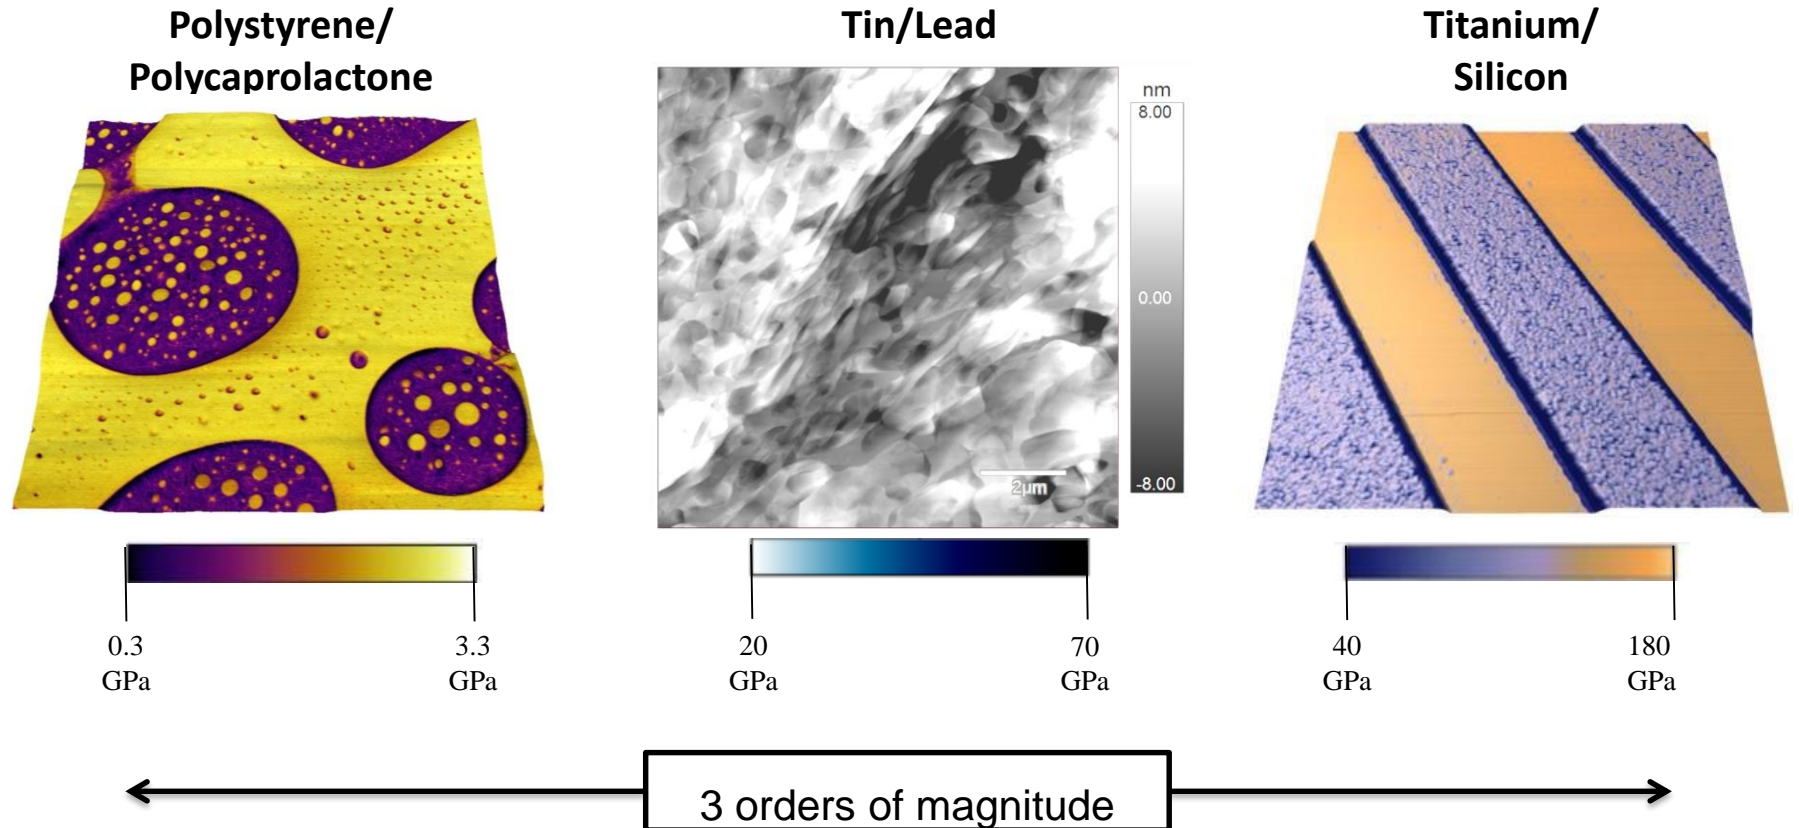 Polystyrene/
Polycaprolactone
Tin/Lead
Titanium/
Silicon
nm
8.00
0.00
-8.00
2µm
0.3
GPa
3.3
GPa
20
GPa
70
GPa
40
GPa
180
GPa
3 orders of magnitude